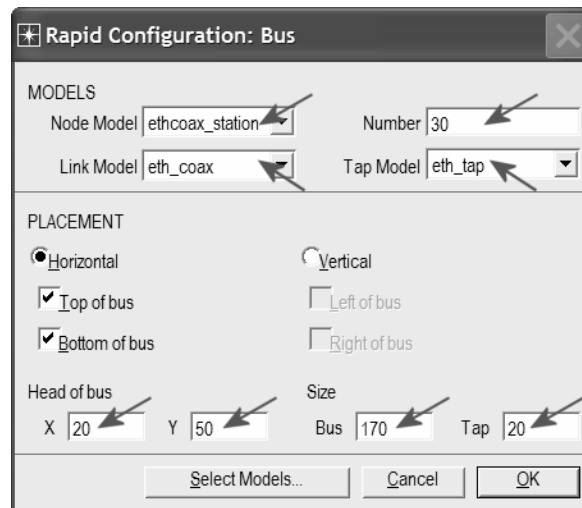 Rapid Configuration: Bus
MODELS
Node Model ethcoax_station Number 30
Link Model eth_coax Tap Model eth_tap
PLACEMENT
Horizontal Vertical
Top of bus Left of bus
Bottom of bus Right of bus
Head of bus Size
X 20 Y 50 Bus 170 Tap 20
Select Models... Cancel OK